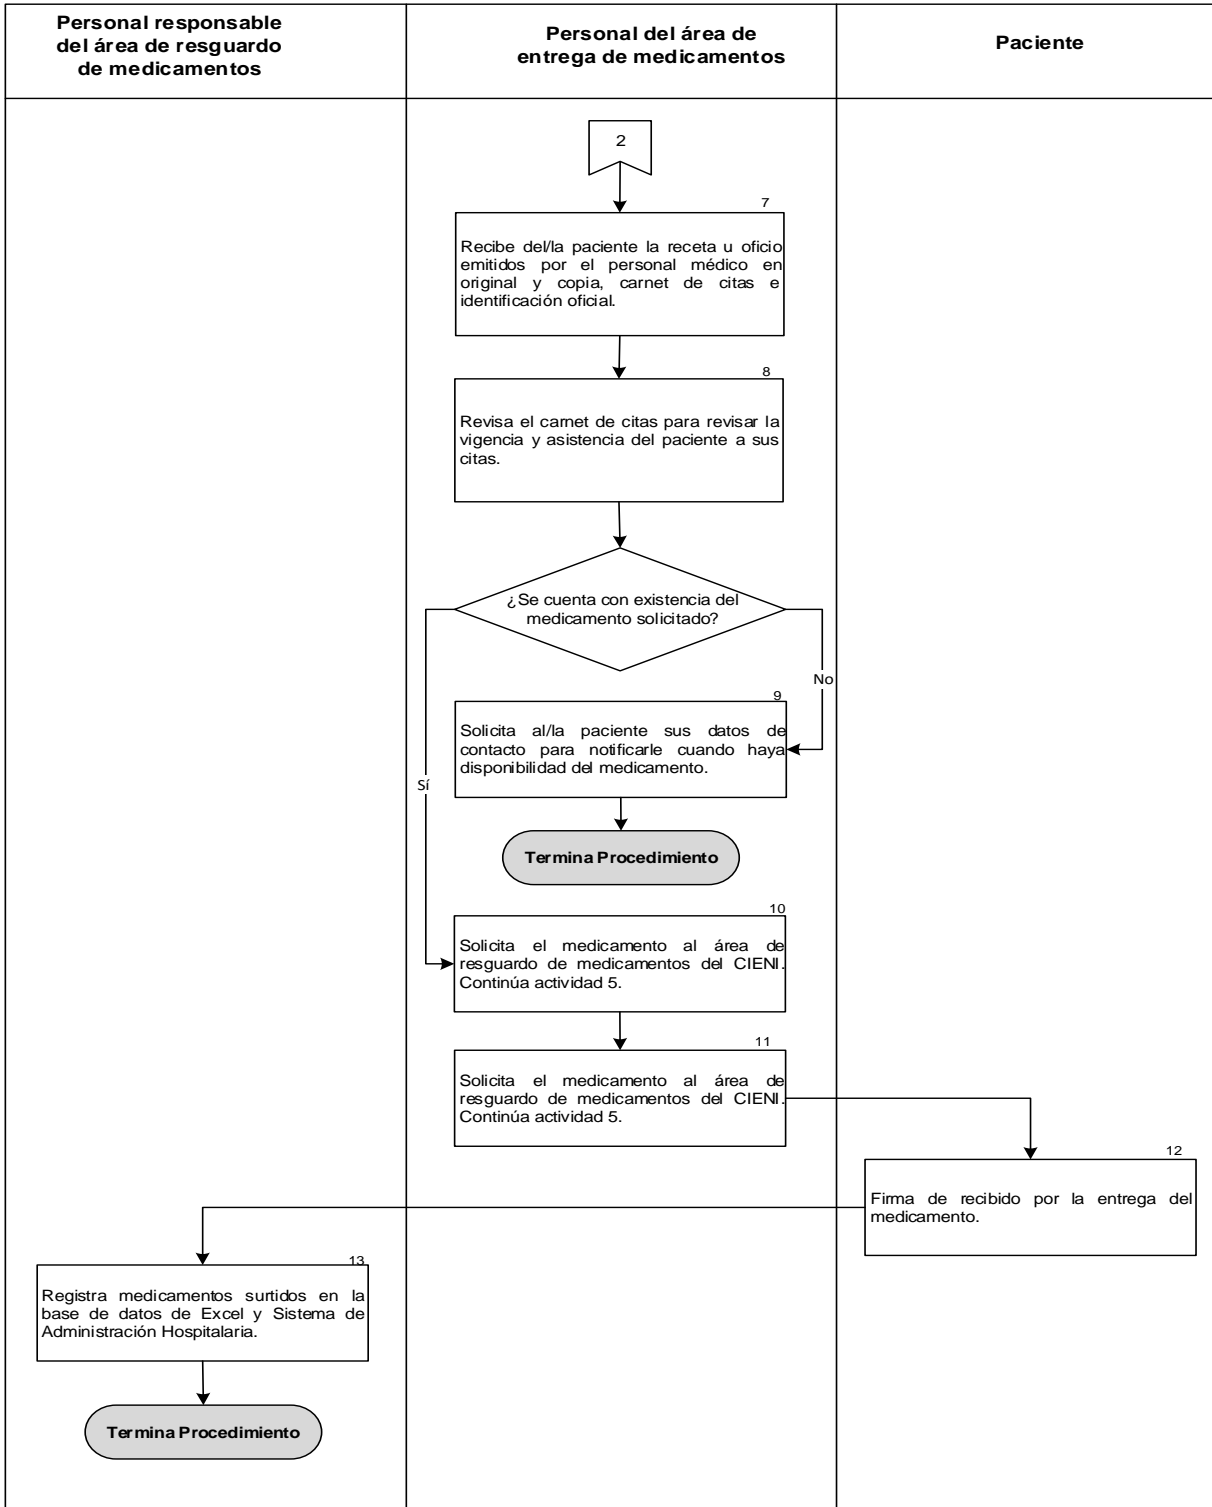 Personal responsable
del área de resguardo
de medicamentos
Personal del área de
entrega de medicamentos
Paciente
2
7
Recibe del/la paciente la receta u oficio
emitidos por el personal médico en
original y copia, carnet de citas e
identificación oficial.
8
Revisa el carnet de citas para revisar la
vigencia y asistencia del paciente a sus
citas.
¿Se cuenta con existencia del
medicamento solicitado?
No
9
Solicita al/la paciente sus datos de
contacto para notificarle cuando haya
disponibilidad del medicamento.
Sí
Termina Procedimiento
10
Solicita el medicamento al área de
resguardo de medicamentos del CIENI.
Continúa actividad 5.
11
Solicita el medicamento al área de
resguardo de medicamentos del CIENI.
Continúa actividad 5.
12
Firma de recibido por la entrega del
medicamento.
13
Registra medicamentos surtidos en la
base de datos de Excel y Sistema de
Administración Hospitalaria.
Termina Procedimiento